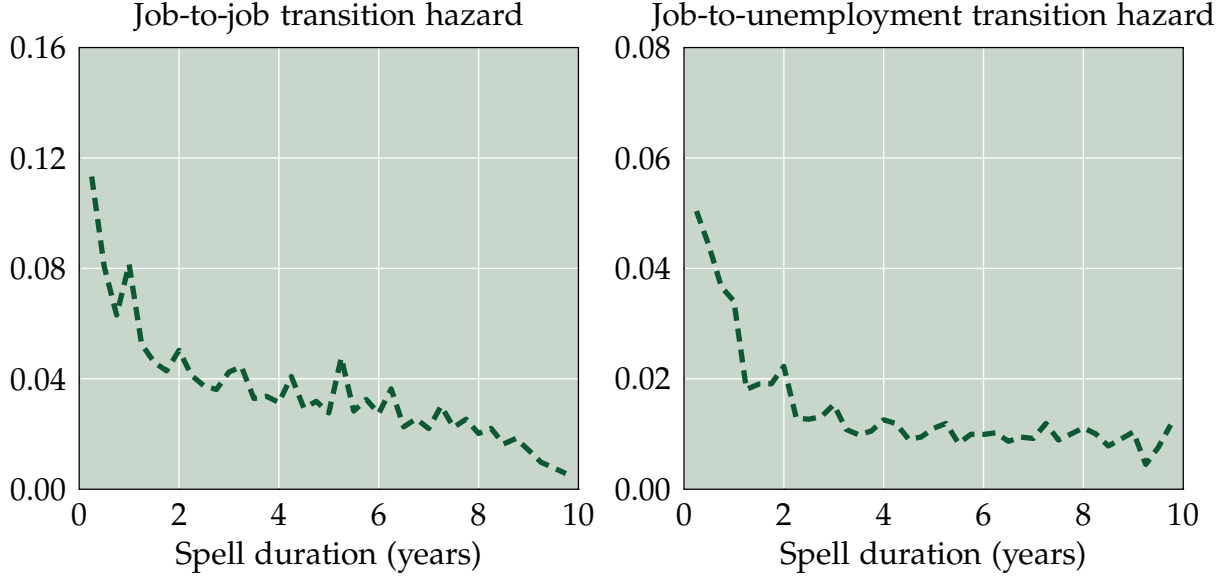 Job-to-job transition hazard
0.16
0.12
0.08
0.04
0.00
0 2 4 6 8 10
Spell duration (years)
Job-to-unemployment transition hazard
0.08
0.06
0.04
0.02
0.00
0 2 4 6 8 10
Spell duration (years)